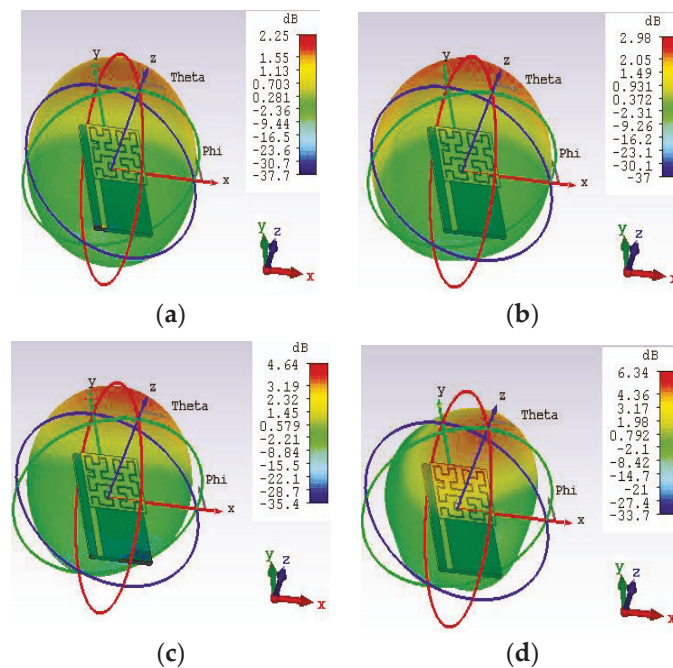 dB
2.25
1.55
1.13
0.703
0.281
-2.36
-9.44
-16.5
-23.6
-30.7
-37.7
y
z
Theta
Phi
x
y
z
x
(a)
dB
2.98
2.05
1.49
0.931
0.372
-2.31
-9.26
-16.2
-23.2
-30.1
-37
y
z
Theta
Phi
x
y
z
x
(b)
dB
4.64
3.19
2.32
1.45
0.579
-2.21
-8.84
-15.5
-22.1
-28.7
-35.4
y
z
Theta
Phi
x
y
z
x
(c)
dB
6.34
4.36
3.17
1.98
0.792
-2.1
-8.42
-14.7
-21
-27.4
-33.7
y
z
Theta
Phi
x
y
z
x
(d)